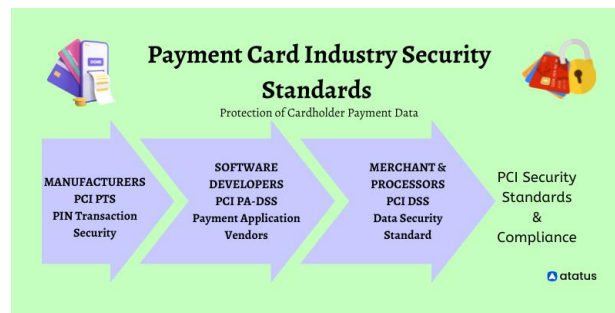 Payment Card Industry Security
Standards
Protection of Cardholder Payment Data
MANUFACTURERS
PCI PTS
PIN Transaction
Security
SOFTWARE
DEVELOPERS
PCI PA-DSS
Payment Application
Vendors
MERCHANT &
PROCESSORS
PCI DSS
Data Security
Standard
PCI Security
Standards
&
Compliance
atatus